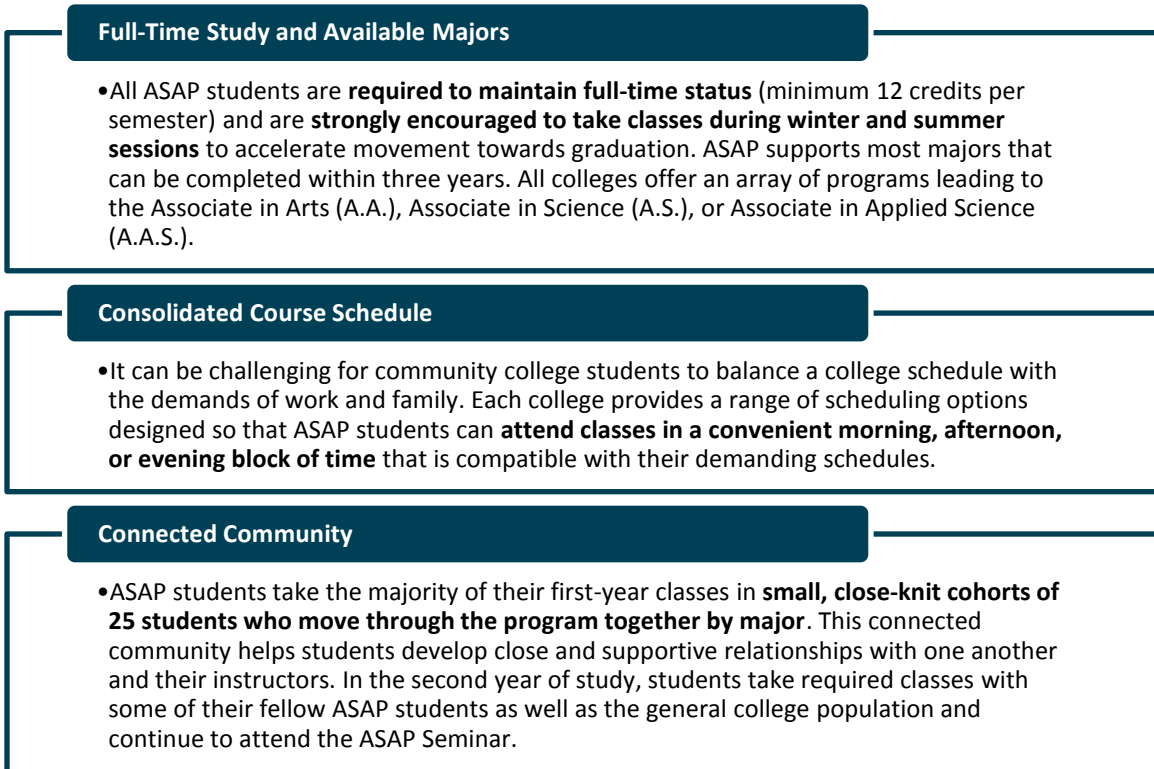 Full-Time Study and Available Majors
•All ASAP students are required to maintain full-time status (minimum 12 credits per
semester) and are strongly encouraged to take classes during winter and summer
sessions to accelerate movement towards graduation. ASAP supports most majors that
can be completed within three years. All colleges offer an array of programs leading to
the Associate in Arts (A.A.), Associate in Science (A.S.), or Associate in Applied Science
(A.A.S.).
Consolidated Course Schedule
•It can be challenging for community college students to balance a college schedule with
the demands of work and family. Each college provides a range of scheduling options
designed so that ASAP students can attend classes in a convenient morning, afternoon,
or evening block of time that is compatible with their demanding schedules.
Connected Community
•ASAP students take the majority of their first-year classes in small, close-knit cohorts of
25 students who move through the program together by major. This connected
community helps students develop close and supportive relationships with one another
and their instructors. In the second year of study, students take required classes with
some of their fellow ASAP students as well as the general college population and
continue to attend the ASAP Seminar.